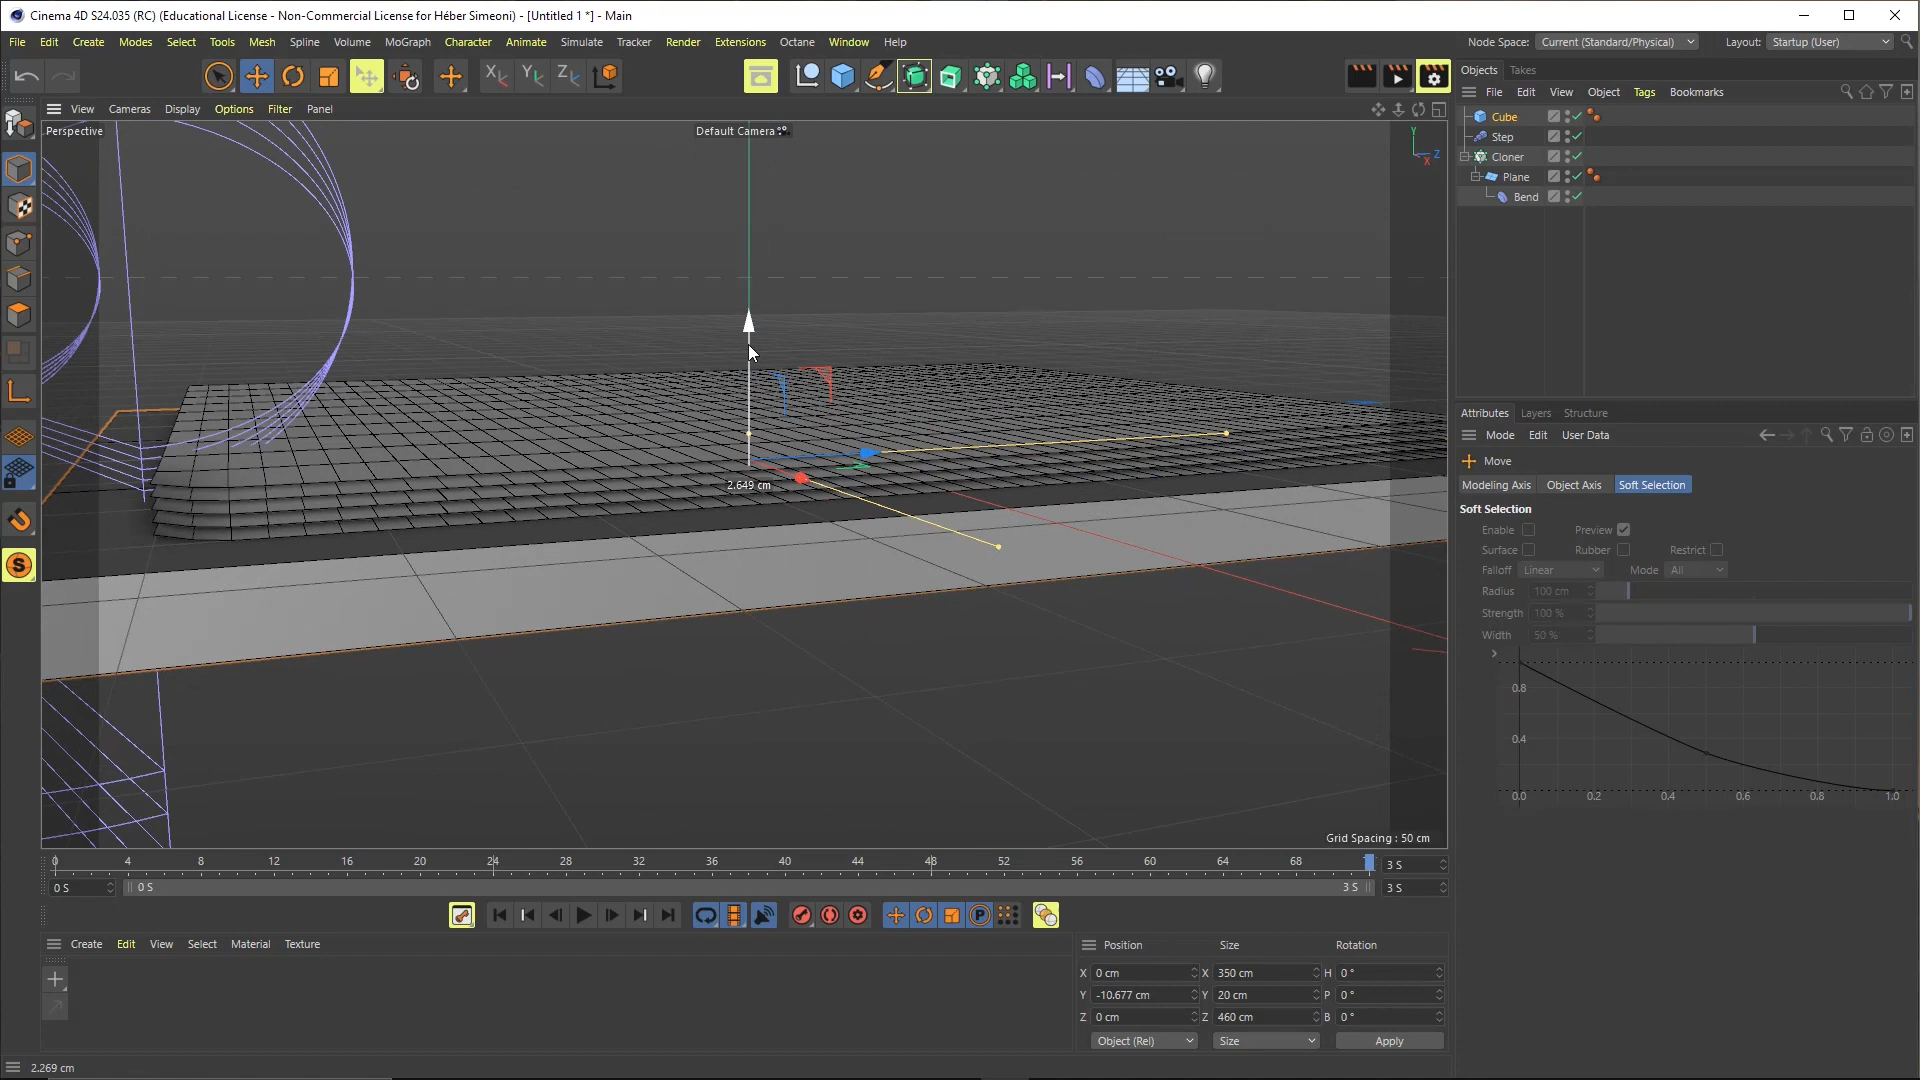 Cinema 4D S24.035 (RC) (Educational License - Non-Commercial License for Héber Simeoni) - [Untitled 1 *] - Main
File Edit Create Modes Select Tools Mesh Spline Volume MoGraph Character Animate Simulate Tracker Render Extensions Octane Window Help
Node Space: Current (Standard/Physical) Layout: Startup (User)
X Y Z
Objects Takes
File Edit View Object Tags Bookmarks
View Cameras Display Options Filter Panel
Perspective
Default Camera
Y
Z
X
Cube
Step
Cloner
Plane
Bend
2.649 cm
Grid Spacing : 50 cm
Attributes Layers Structure
Mode Edit User Data
Move
Modeling Axis Object Axis Soft Selection
Soft Selection
Enable Preview
Surface Rubber Restrict
Falloff Linear Mode All
Radius 100 cm
Strength 100 %
Width 50 %
0.8
0.4
0.0 0.2 0.4 0.6 0.8 1.0
S
0 4 8 12 16 20 24 28 32 36 40 44 48 52 56 60 64 68 3 S
0 S 0 S 3 S 3 S
P
Create Edit View Select Material Texture
Position Size Rotation
X 0 cm X 350 cm H 0 °
Y -10.677 cm Y 20 cm P 0 °
Z 0 cm Z 460 cm B 0 °
Object (Rel) Size Apply
2.269 cm